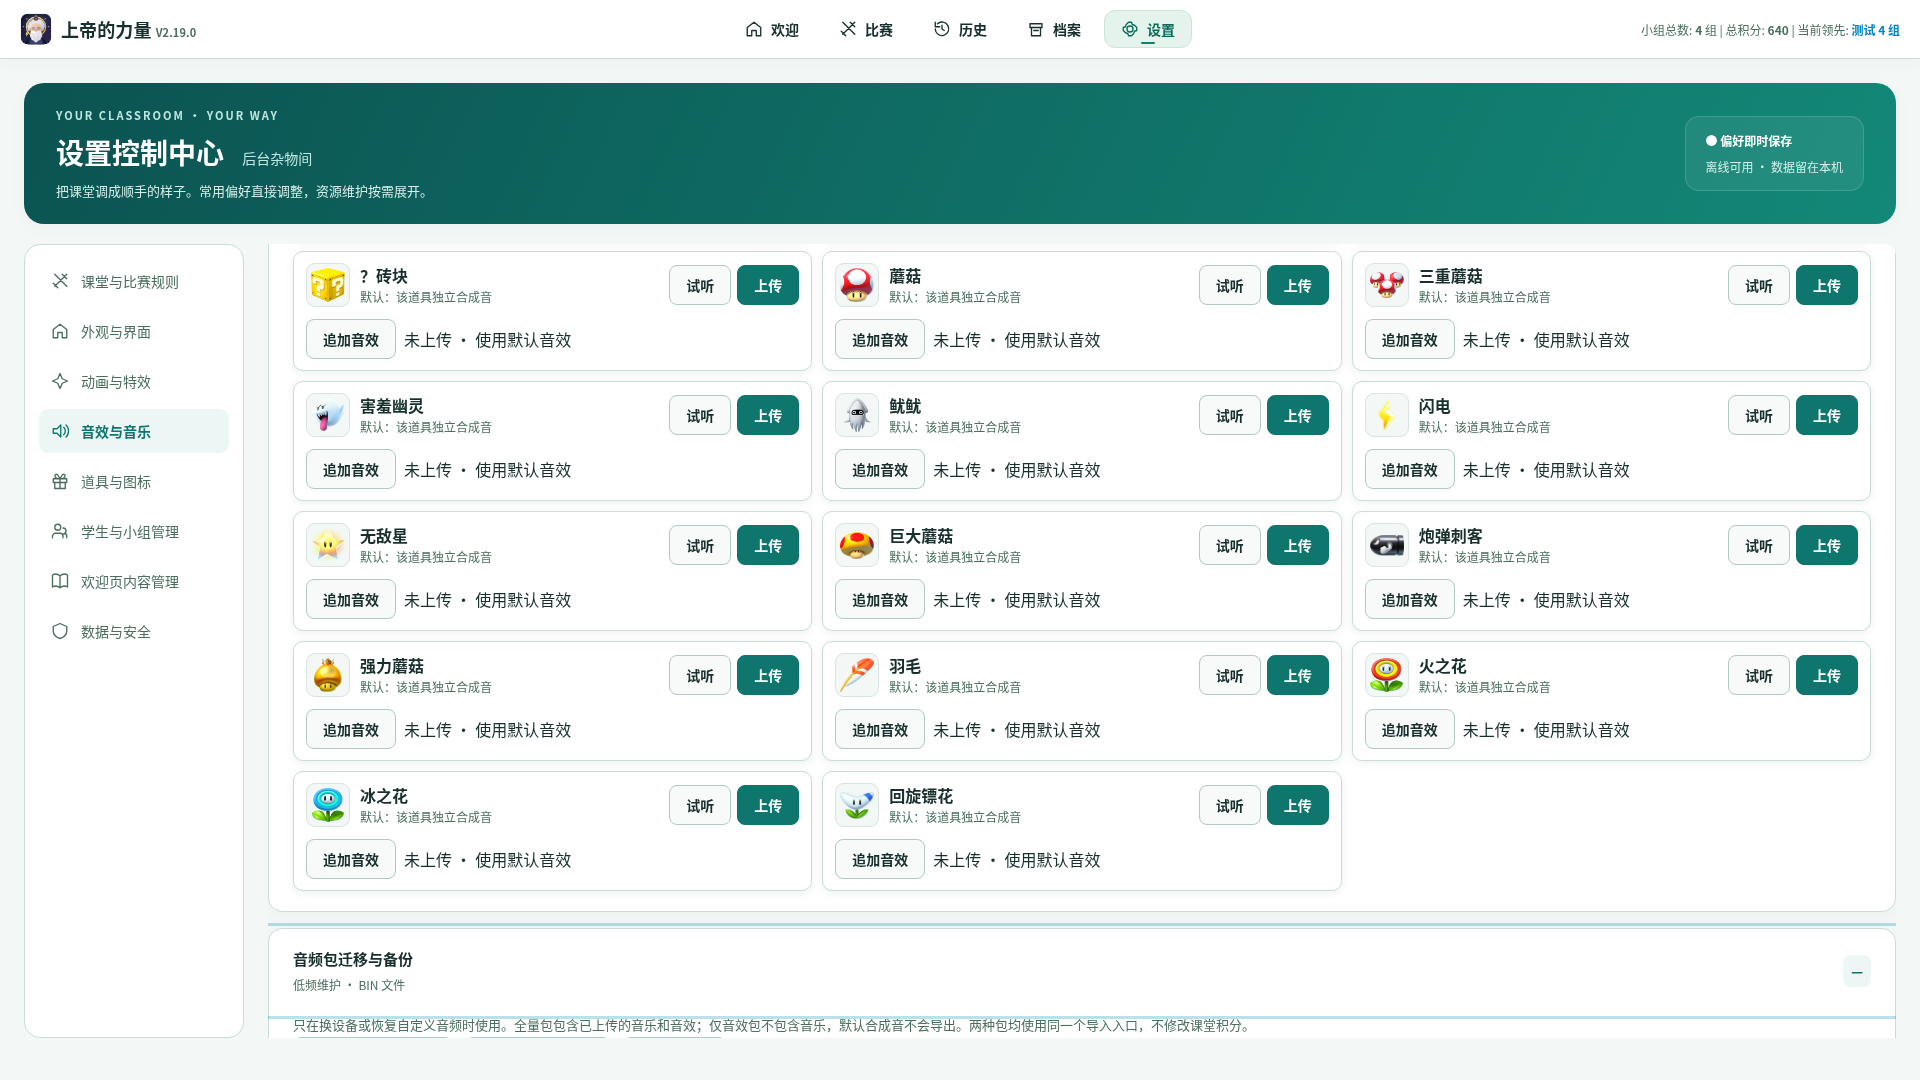 上帝的力量 V2.19.0
欢迎
比赛
历史
档案
设置
小组总数: 4 组 | 总积分: 640 | 当前领先: 测试 4 组
YOUR CLASSROOM · YOUR WAY
设置控制中心 后台杂物间
把课堂调成顺手的样子。常用偏好直接调整，资源维护按需展开。
偏好即时保存
离线可用 · 数据留在本机
课堂与比赛规则
外观与界面
动画与特效
音效与音乐
道具与图标
学生与小组管理
欢迎页内容管理
数据与安全
？砖块
默认：该道具独立合成音
试听
上传
追加音效 未上传 · 使用默认音效
蘑菇
默认：该道具独立合成音
试听
上传
追加音效 未上传 · 使用默认音效
三重蘑菇
默认：该道具独立合成音
试听
上传
追加音效 未上传 · 使用默认音效
害羞幽灵
默认：该道具独立合成音
试听
上传
追加音效 未上传 · 使用默认音效
鱿鱿
默认：该道具独立合成音
试听
上传
追加音效 未上传 · 使用默认音效
闪电
默认：该道具独立合成音
试听
上传
追加音效 未上传 · 使用默认音效
无敌星
默认：该道具独立合成音
试听
上传
追加音效 未上传 · 使用默认音效
巨大蘑菇
默认：该道具独立合成音
试听
上传
追加音效 未上传 · 使用默认音效
炮弹刺客
默认：该道具独立合成音
试听
上传
追加音效 未上传 · 使用默认音效
强力蘑菇
默认：该道具独立合成音
试听
上传
追加音效 未上传 · 使用默认音效
羽毛
默认：该道具独立合成音
试听
上传
追加音效 未上传 · 使用默认音效
火之花
默认：该道具独立合成音
试听
上传
追加音效 未上传 · 使用默认音效
冰之花
默认：该道具独立合成音
试听
上传
追加音效 未上传 · 使用默认音效
回旋镖花
默认：该道具独立合成音
试听
上传
追加音效 未上传 · 使用默认音效
音频包迁移与备份
低频维护 · BIN 文件
只在换设备或恢复自定义音频时使用。全量包包含已上传的音乐和音效；仅音效包不包含音乐，默认合成音不会导出。两种包均使用同一个导入入口，不修改课堂积分。